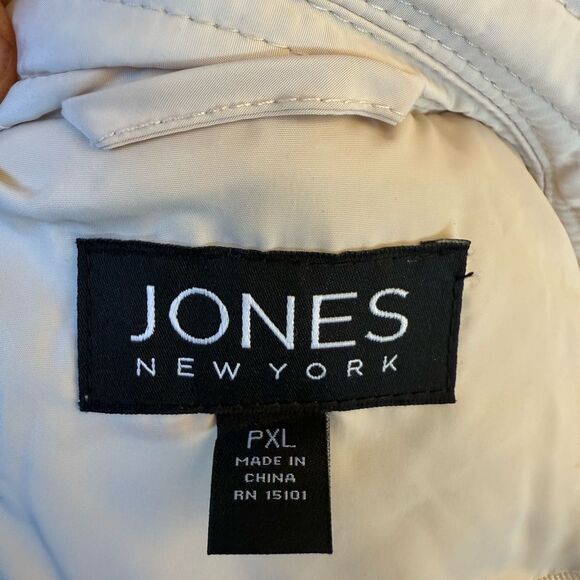 JONES
NEW YORK
PXL
MADE IN
CHINA
RN 15101